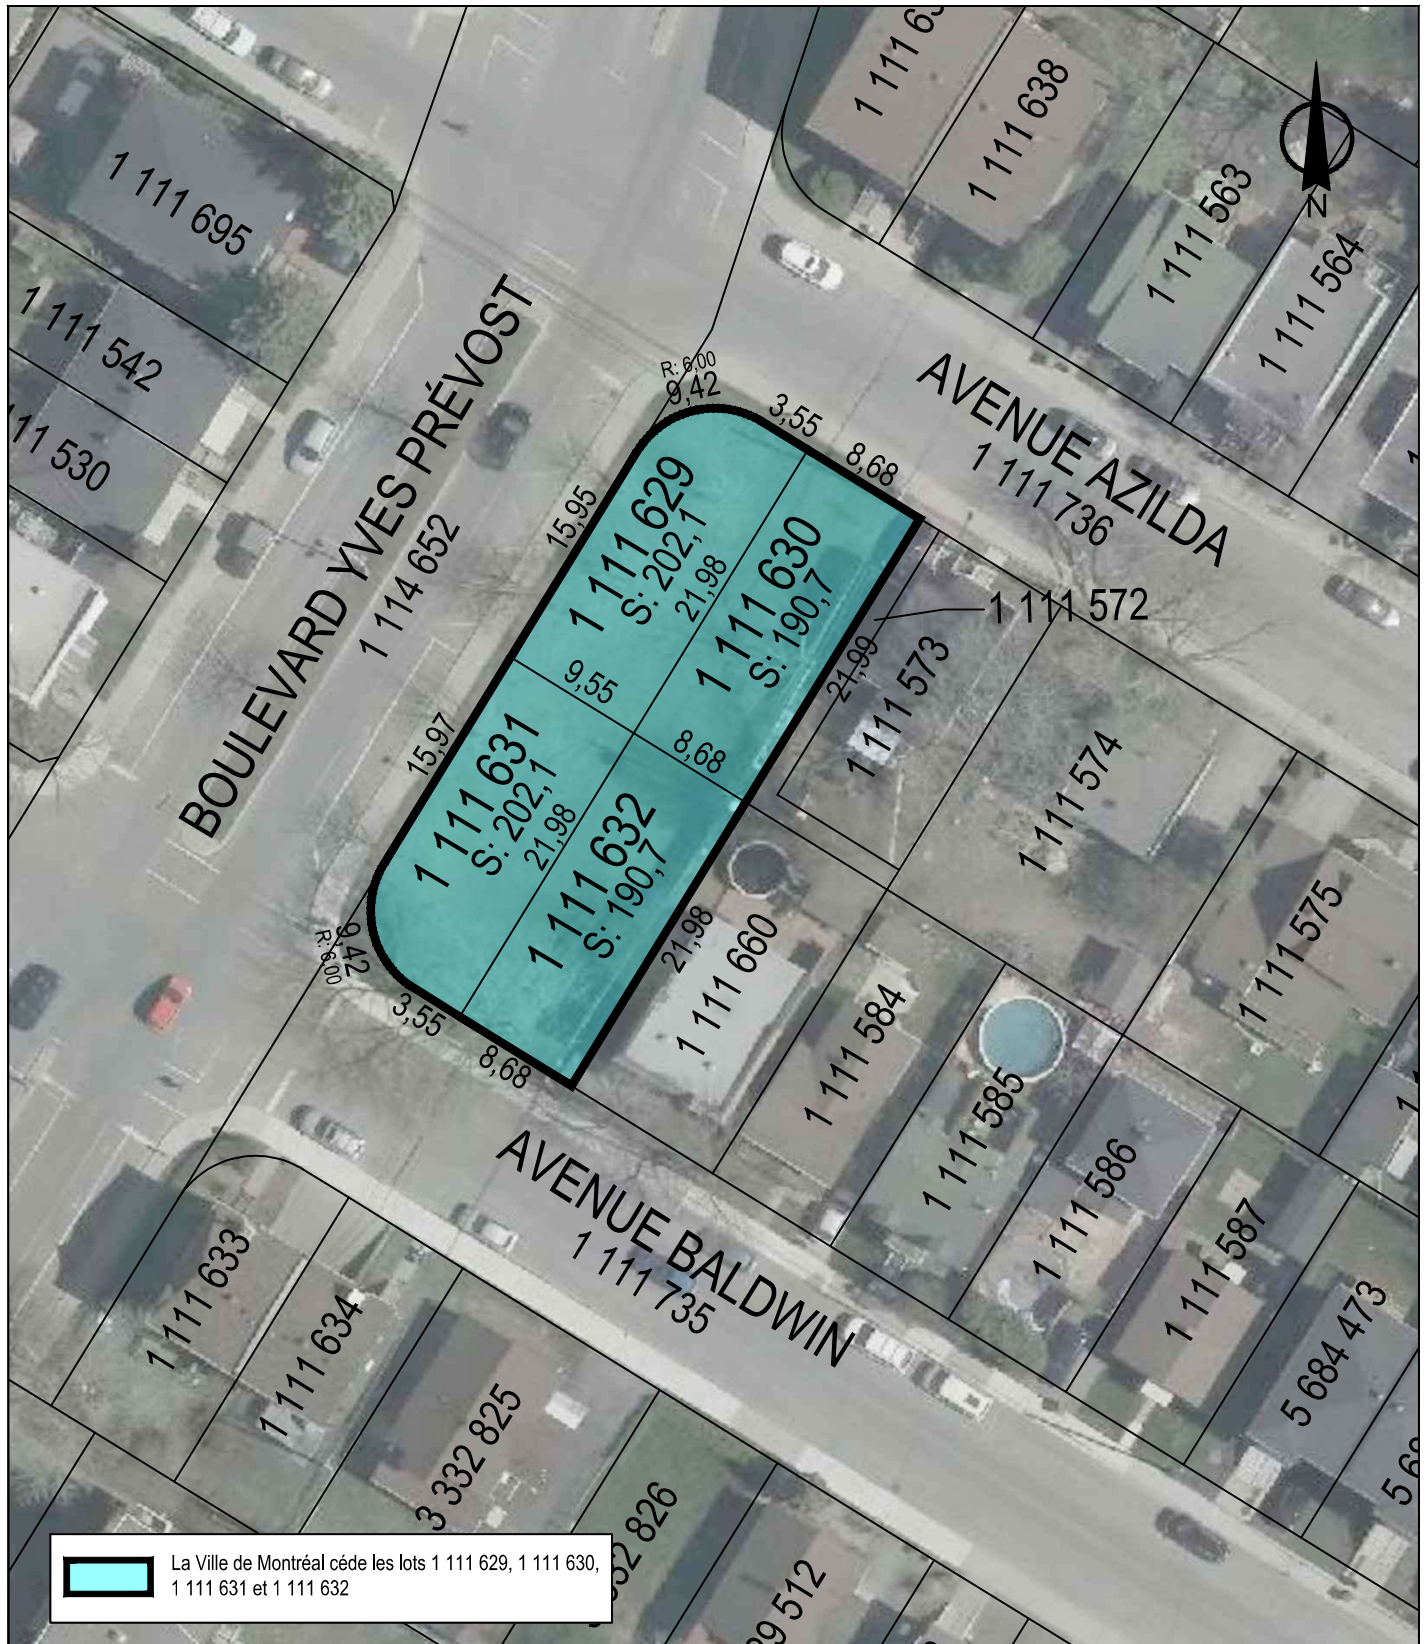 1 111 638
1 111 563
1 111 564
N
1 111 695
1 111 542
BOULEVARD YVES PRÉVOST
1 114 652
AVENUE AZILDA
1 111 736
R: 6,00
9,42
3,55
8,68
15,95
1 111 629
S: 202,1
21,98
1 111 630
S: 190,7
21,99
1 111 572
1 111 573
1 111 574
1 111 575
9,55
8,68
15,97
1 111 631
S: 202,1
21,98
1 111 632
S: 190,7
21,98
9,42
R: 6,00
3,55
8,68
1 111 660
1 111 584
1 111 585
1 111 586
1 111 587
5 684 473
AVENUE BALDWIN
1 111 735
1 111 633
1 111 634
3 332 825
La Ville de Montréal céde les lots 1 111 629, 1 111 630,
1 111 631 et 1 111 632